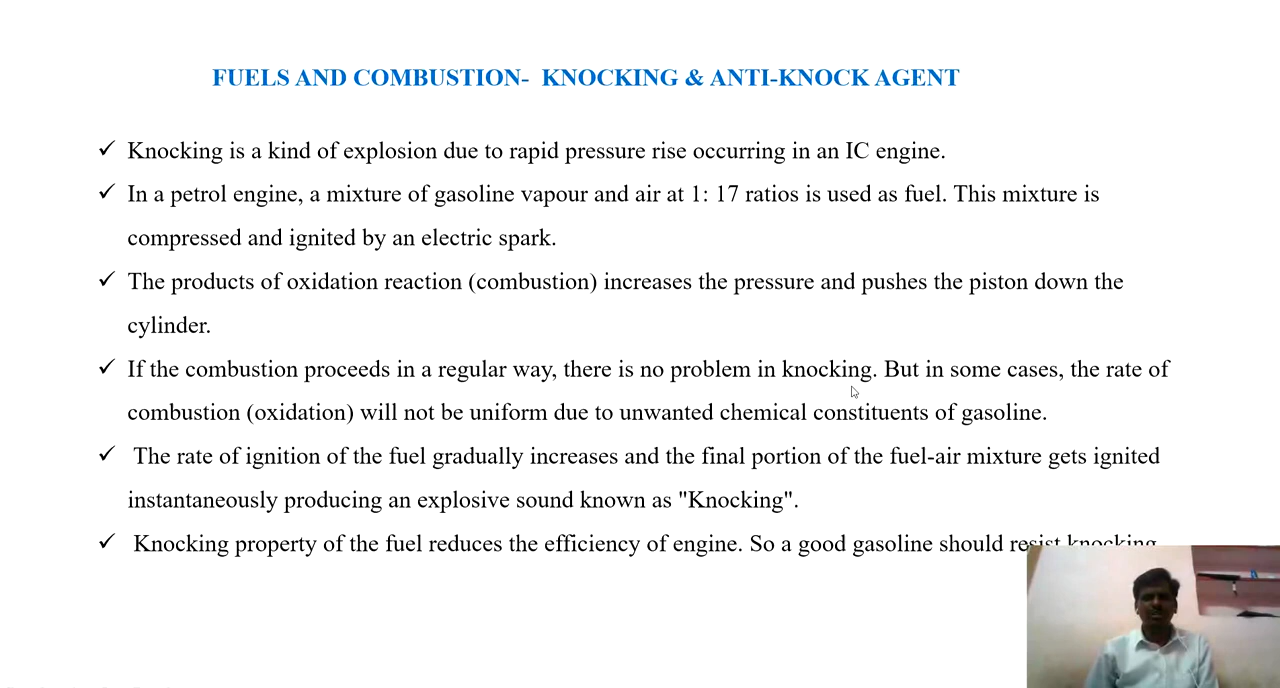 FUELS AND COMBUSTION- KNOCKING & ANTI-KNOCK AGENT
✓ Knocking is a kind of explosion due to rapid pressure rise occurring in an IC engine.
✓ In a petrol engine, a mixture of gasoline vapour and air at 1: 17 ratios is used as fuel. This mixture is
compressed and ignited by an electric spark.
✓ The products of oxidation reaction (combustion) increases the pressure and pushes the piston down the
cylinder.
✓ If the combustion proceeds in a regular way, there is no problem in knocking. But in some cases, the rate of
combustion (oxidation) will not be uniform due to unwanted chemical constituents of gasoline.
✓ The rate of ignition of the fuel gradually increases and the final portion of the fuel-air mixture gets ignited
instantaneously producing an explosive sound known as "Knocking".
✓ Knocking property of the fuel reduces the efficiency of engine. So a good gasoline should resist knocking